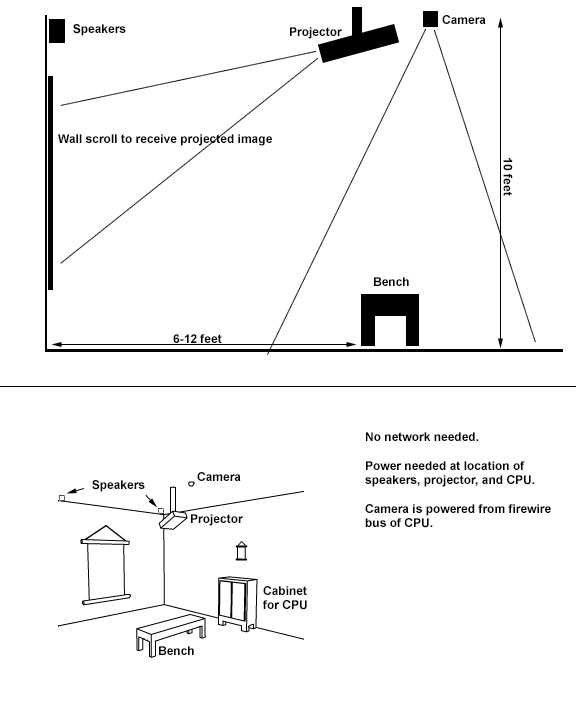 Speakers
Projector
Camera
Wall scroll to receive projected image
10 feet
Bench
6-12 feet
No network needed.
Power needed at location of
speakers, projector, and CPU.
Camera is powered from firewire
bus of CPU.
Camera
Speakers
Projector
Cabinet
for CPU
Bench